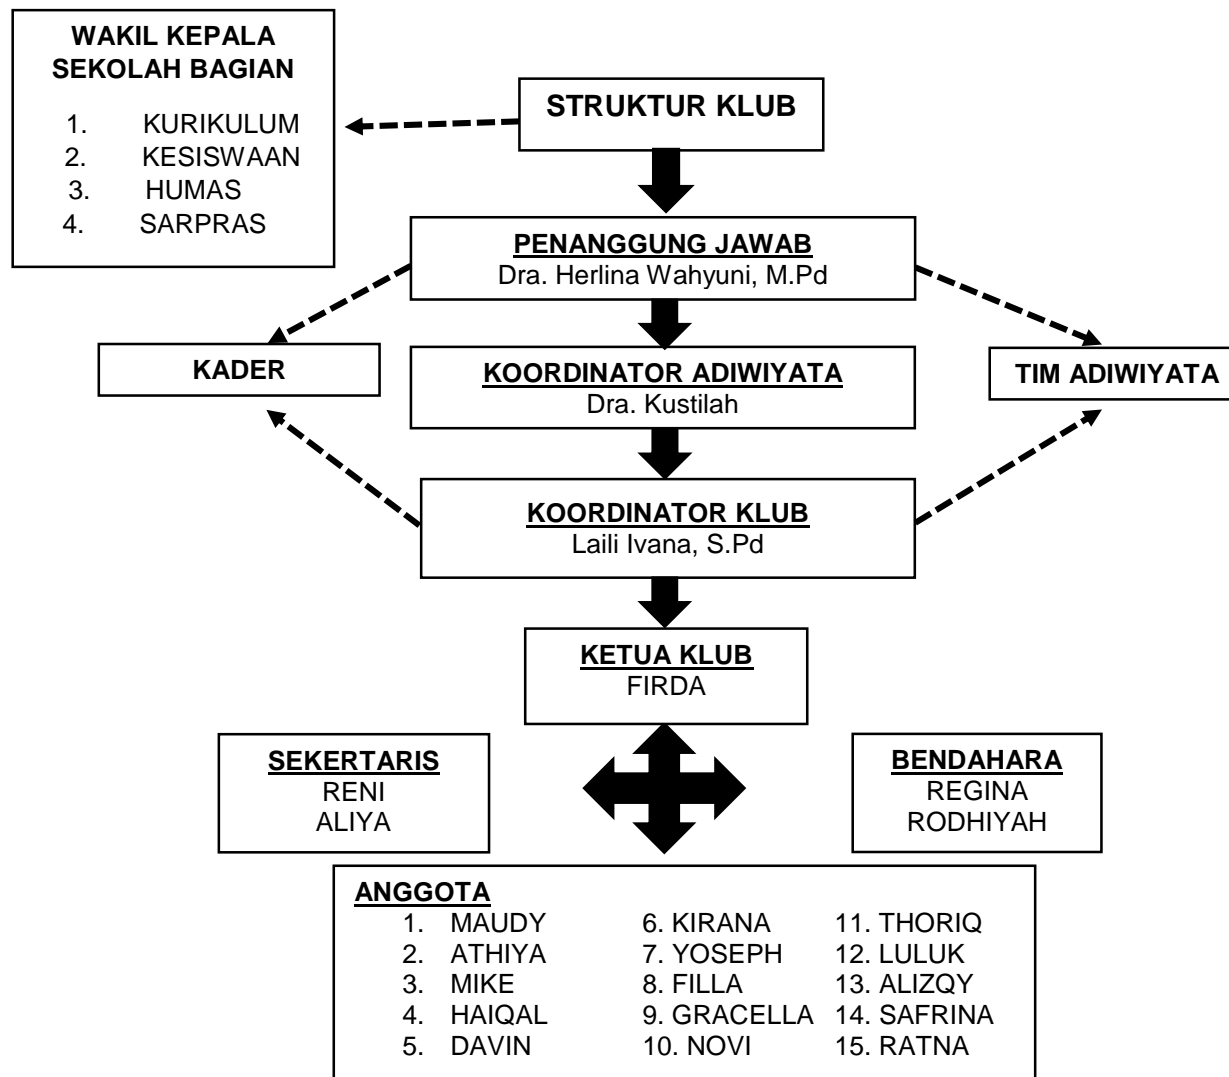 WAKIL KEPALA
SEKOLAH BAGIAN
1. KURIKULUM
2. KESISWAAN
3. HUMAS
4. SARPRAS
STRUKTUR KLUB
PENANGGUNG JAWAB
Dra. Herlina Wahyuni, M.Pd
KADER
KOORDINATOR ADIWIYATA
Dra. Kustilah
TIM ADIWIYATA
KOORDINATOR KLUB
Laili Ivana, S.Pd
KETUA KLUB
FIRDA
SEKERTARIS
RENI
ALIYA
BENDAHARA
REGINA
RODHIYAH
ANGGOTA
1. MAUDY
2. ATHIYA
3. MIKE
4. HAIQAL
5. DAVIN
6. KIRANA
7. YOSEPH
8. FILLA
9. GRACELLA
10. NOVI
11. THORIQ
12. LULUK
13. ALIZQY
14. SAFRINA
15. RATNA